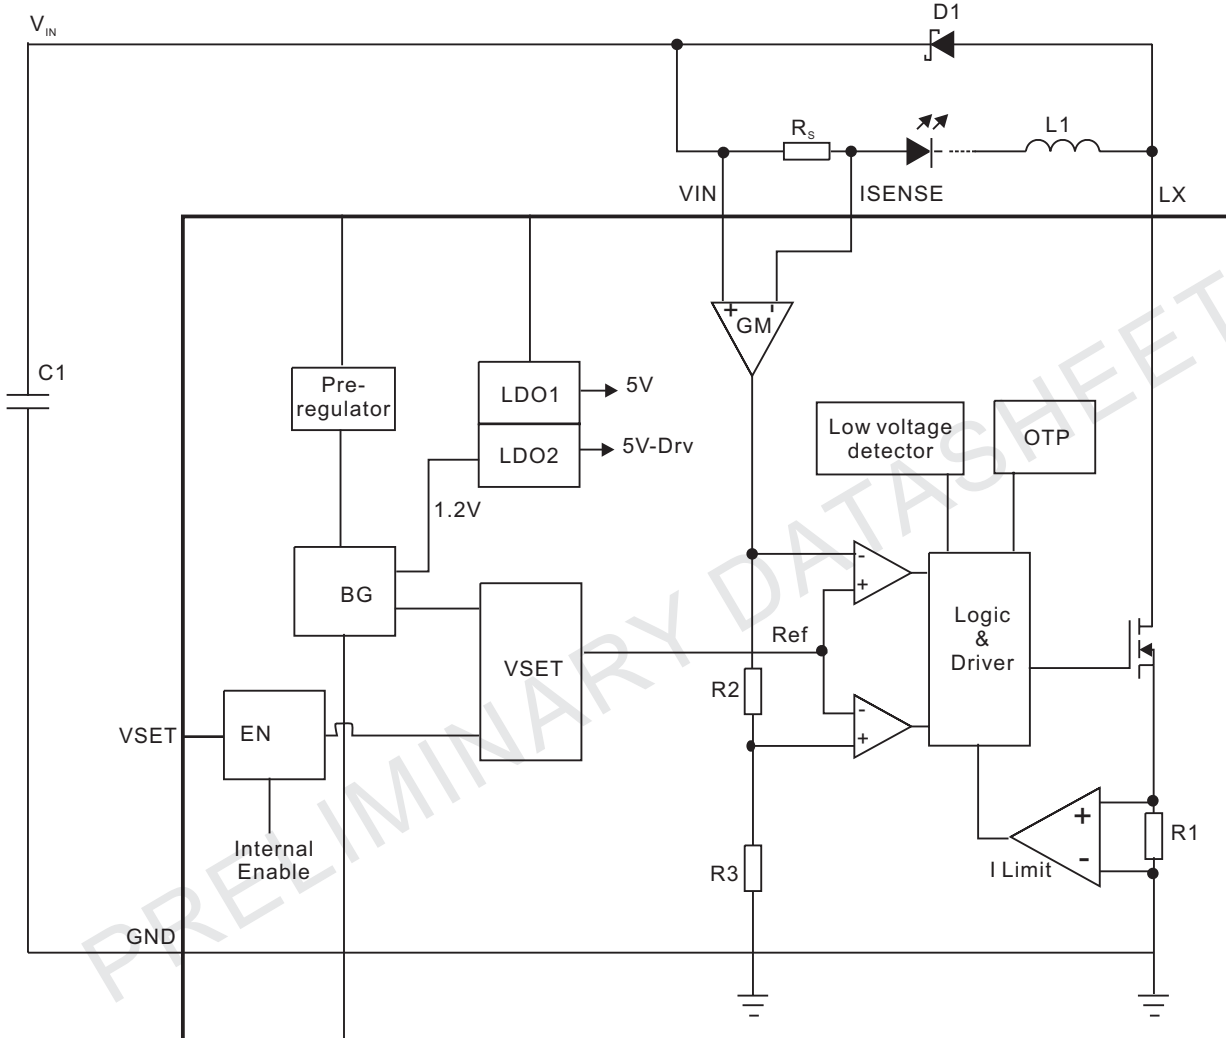 D1
VIN
Rs
L1
VIN
ISENSE
LX
+
-
GM
C1
Pre-
regulator
LDO1
5V
LDO2
5V-Drv
1.2V
Low voltage
detector
OTP
BG
-
+
Logic
&
Driver
Ref
VSET
R2
-
+
VSET
EN
Internal
Enable
+
-
I Limit
R1
R3
GND
PRELIMINARY DATASHEET